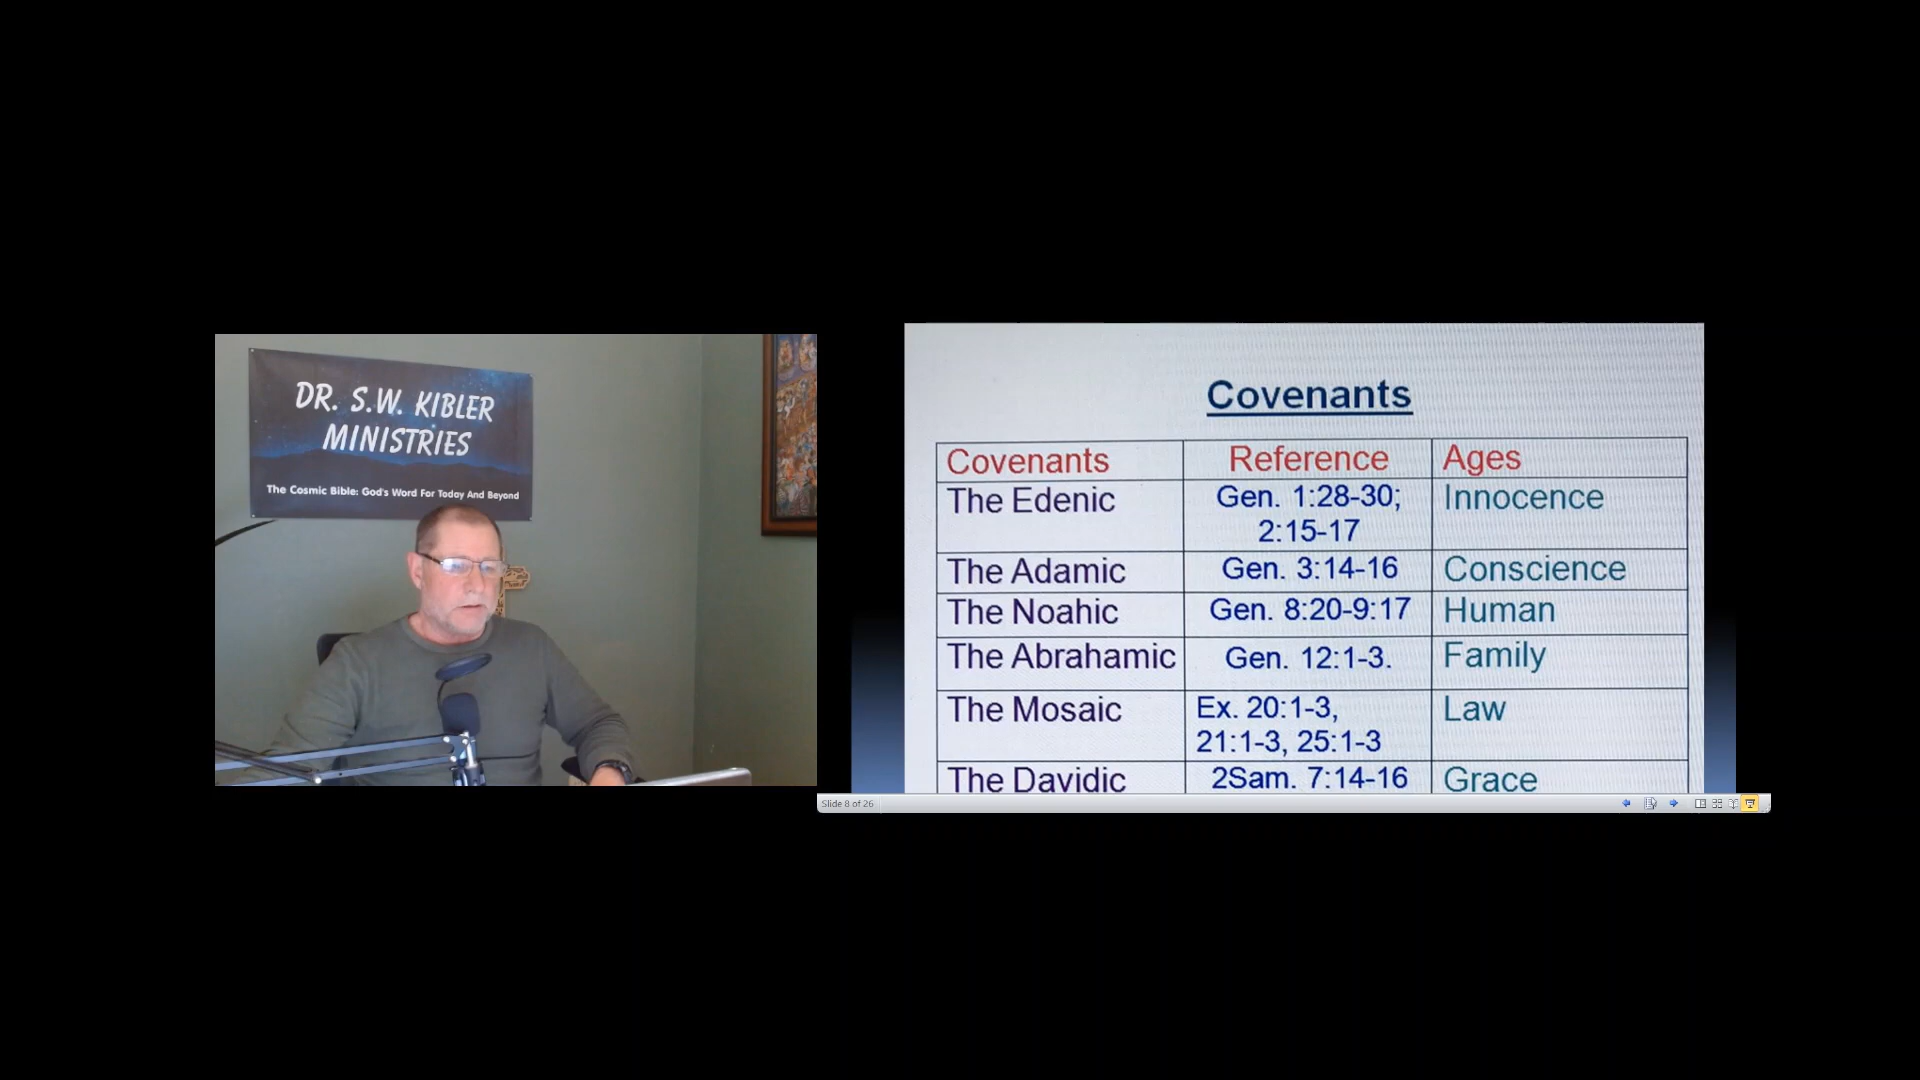 DR. S.W. KIBLER
MINISTRIES
The Cosmic Bible: God's Word For Today And Beyond
Covenants
Covenants Reference Ages
The Edenic Gen. 1:28-30; Innocence
2:15-17
The Adamic Gen. 3:14-16 Conscience
The Noahic Gen. 8:20-9:17 Human
The Abrahamic Gen. 12:1-3. Family
The Mosaic Ex. 20:1-3, Law
21:1-3, 25:1-3
The Davidic 2Sam. 7:14-16 Grace
Slide 8 of 26